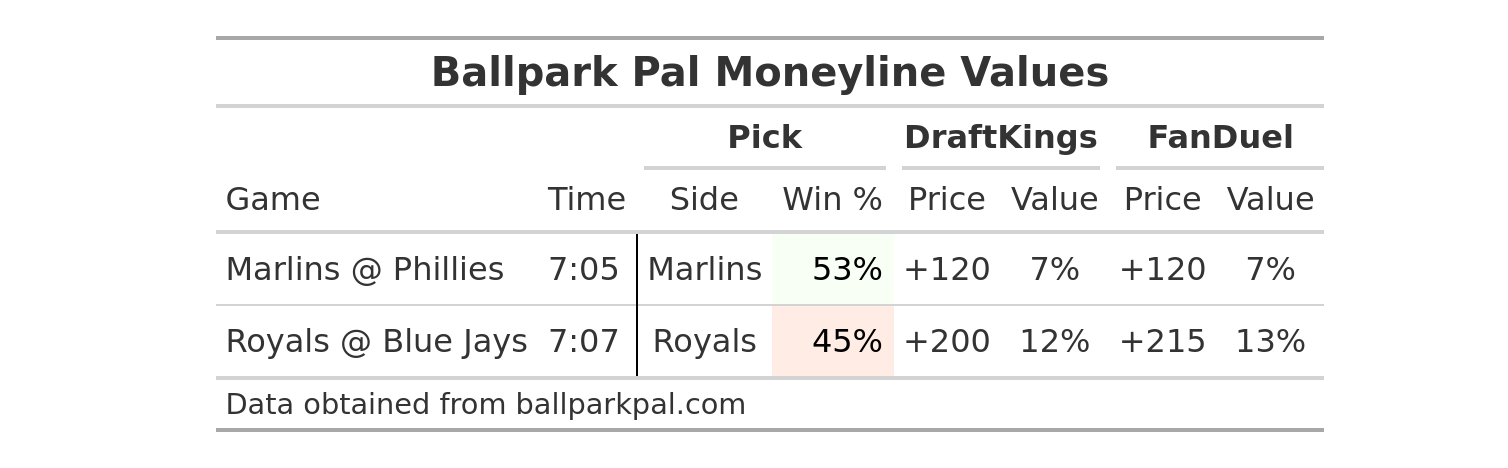 Ballpark Pal Moneyline Values
Pick DraftKings FanDuel
Game Time Side Win % Price Value Price Value
Marlins @ Phillies 7:05 Marlins 53% +120 7% +120 7%
Royals @ Blue Jays 7:07 Royals 45% +200 12% +215 13%
Data obtained from ballparkpal.com